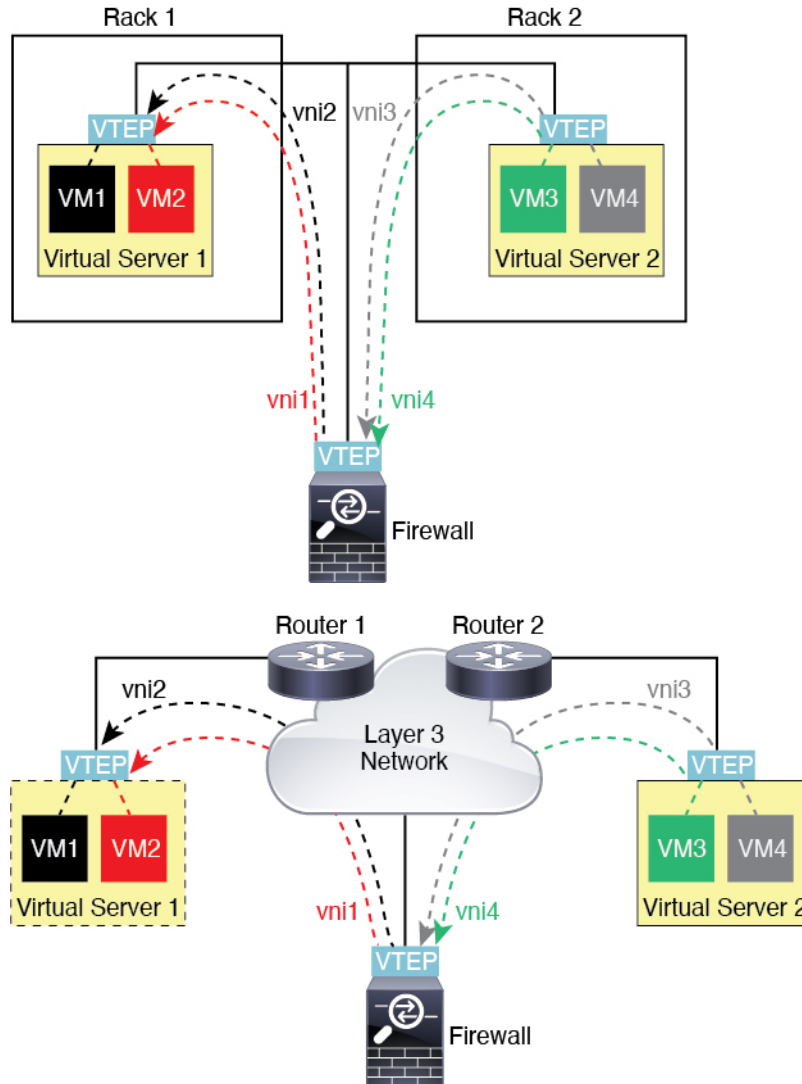 Rack 1
Rack 2
vni2
vni3
VTEP
VTEP
VM1
VM2
VM3
VM4
Virtual Server 1
Virtual Server 2
vni1
vni4
VTEP
Firewall
Router 1
Router 2
vni2
vni3
Layer 3
Network
VTEP
VTEP
VM1
VM2
VM3
VM4
Virtual Server 1
Virtual Server 2
vni1
vni4
VTEP
Firewall